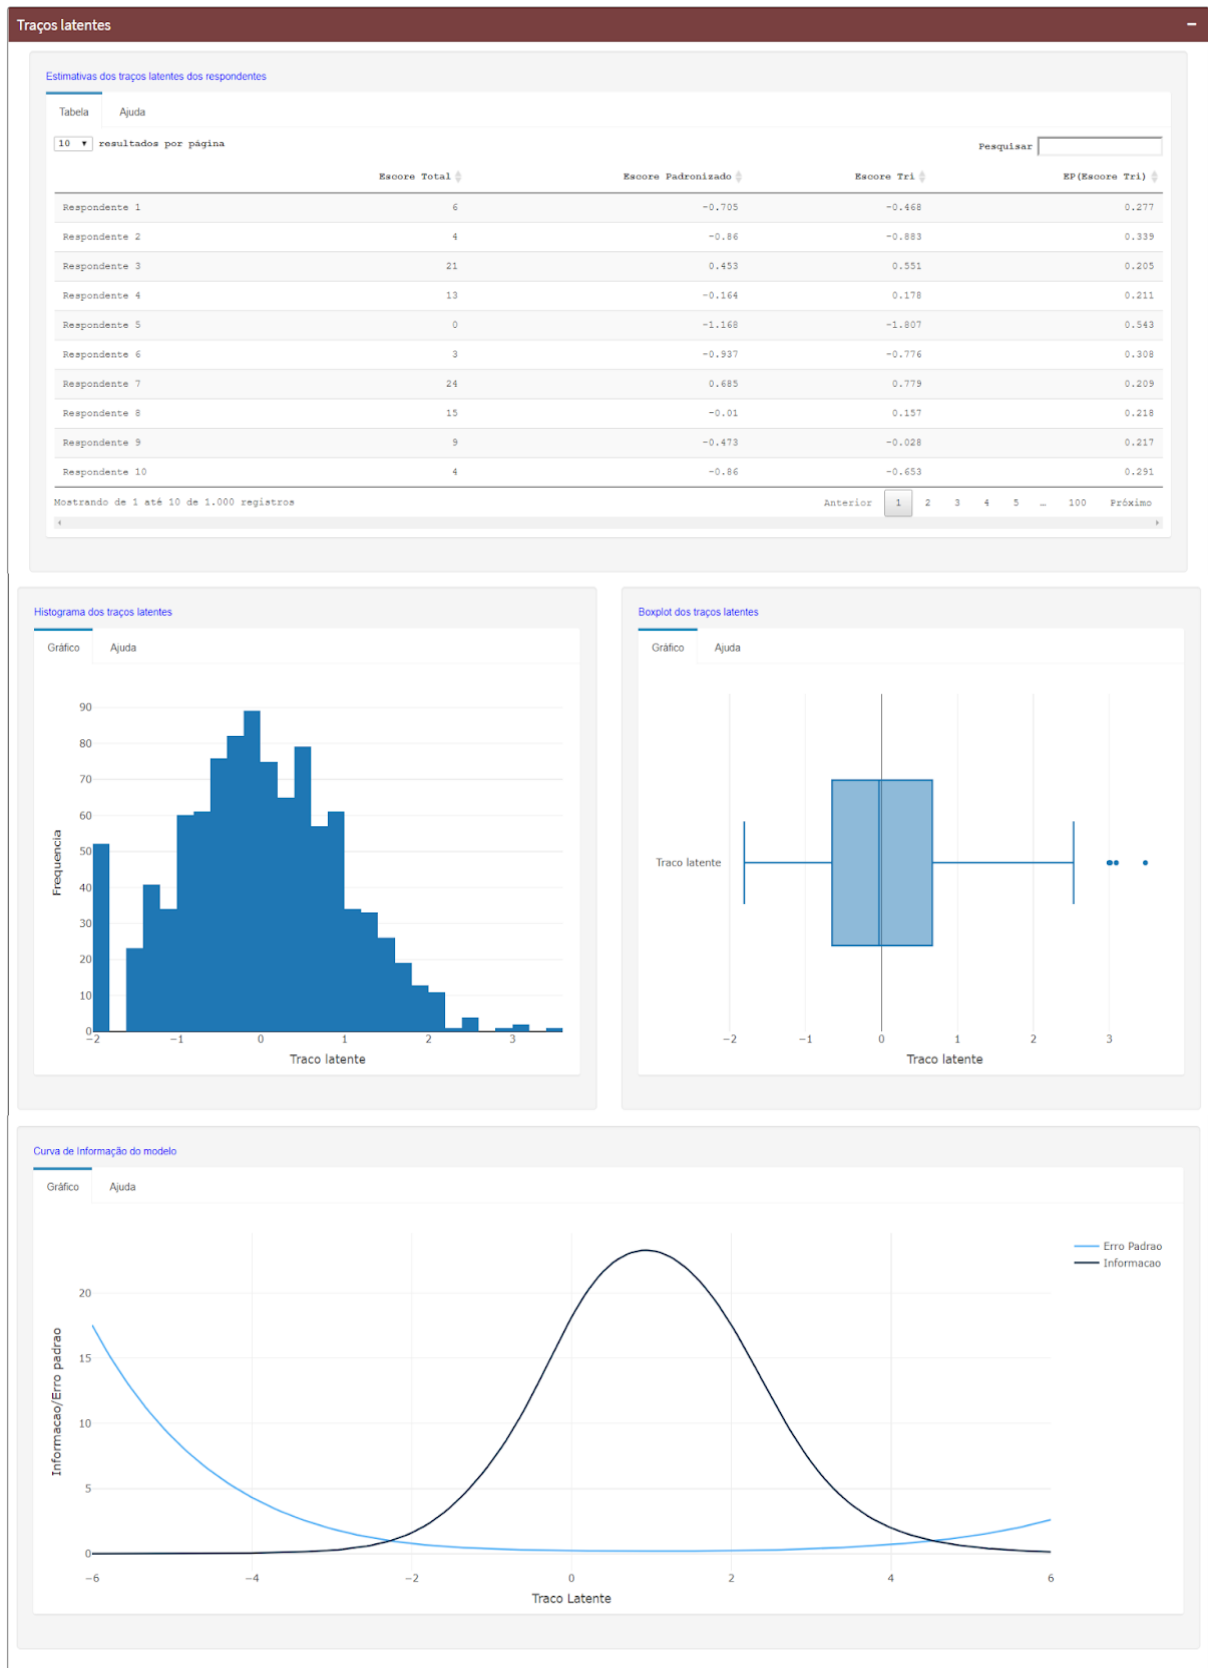 Traços latentes
Estimativas dos traços latentes dos respondentes
Tabela Ajuda
10 resultados por página Pesquisar
Escore Total Escore Padronizado Escore Tri EP(Escore Tri)
Respondente 1 6 -0.705 -0.468 0.277
Respondente 2 4 -0.86 -0.883 0.339
Respondente 3 21 0.453 0.551 0.205
Respondente 4 13 -0.164 0.178 0.211
Respondente 5 0 -1.168 -1.807 0.543
Respondente 6 3 -0.937 -0.776 0.308
Respondente 7 24 0.685 0.779 0.209
Respondente 8 15 -0.01 0.157 0.218
Respondente 9 9 -0.473 -0.028 0.217
Respondente 10 4 -0.86 -0.653 0.291
Mostrando de 1 até 10 de 1.000 registros Anterior 1 2 3 4 5 … 100 Próximo
Histograma dos traços latentes
Gráfico Ajuda
90
80
70
60
50
40
30
20
10
0
Frequencia
−2 −1 0 1 2 3
Traco latente
Boxplot dos traços latentes
Gráfico Ajuda
Traco latente
−2 −1 0 1 2 3
Traco latente
Curva de Informação do modelo
Gráfico Ajuda
Erro Padrao
Informacao
20
15
10
5
0
Informacao/Erro padrao
−6 −4 −2 0 2 4 6
Traco Latente